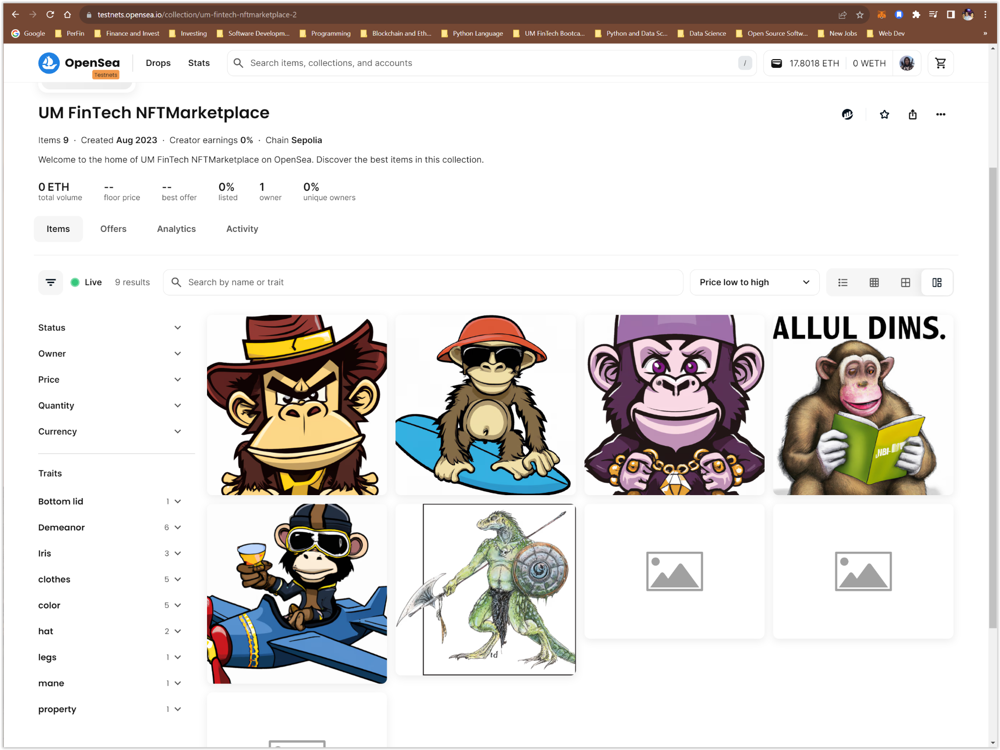 testnets.opensea.io/collection/um-fintech-nftmarketplace-2
Google PerFin Finance and Invest Investing Software Developm... Programming Blockchain and Eth... Python Language UM FinTech Bootca... Python and Data Sc... Data Science Open Source Softw... New Jobs Web Dev »
OpenSea
Testnets
Drops Stats Search items, collections, and accounts / 17.8018 ETH 0 WETH
UM FinTech NFTMarketplace
Items 9 · Created Aug 2023 · Creator earnings 0% · Chain Sepolia
Welcome to the home of UM FinTech NFTMarketplace on OpenSea. Discover the best items in this collection.
0 ETH -- -- 0% 1 0%
total volume floor price best offer listed owner unique owners
Items Offers Analytics Activity
Live 9 results Search by name or trait Price low to high
Status
Owner
Price
Quantity
Currency
Traits
Bottom lid 1
Demeanor 6
Iris 3
clothes 5
color 5
hat 2
legs 1
mane 1
property 1
ALLUL DINS.
td